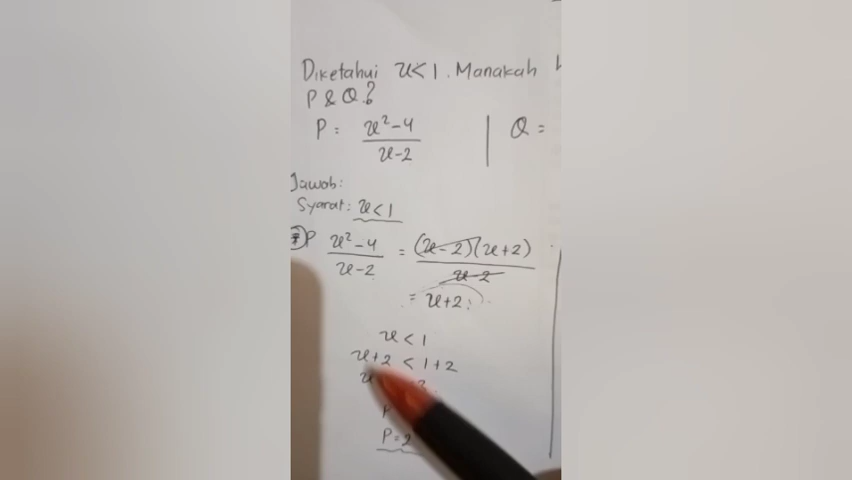 Diketahui x<1. Manakah
P & Q?
P = x²-4 / x-2 | Q =
Jawab:
Syarat: x<1
P x²-4 / x-2 = (x-2)(x+2) / x-2
= x+2
x < 1
x+2 < 1+2
P
P=2